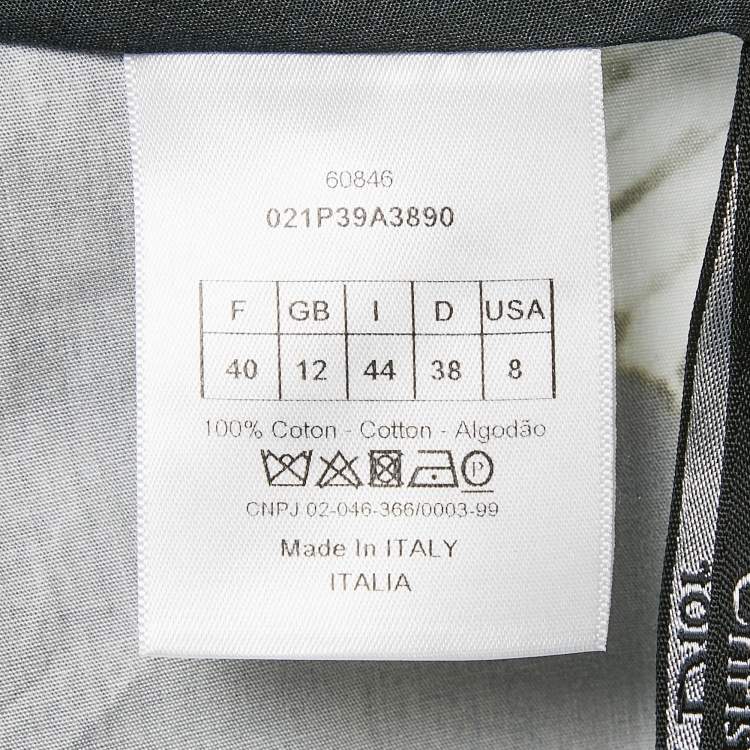 60846
021P39A3890
F GB I D USA
40 12 44 38 8
100% Coton - Cotton - Algodão
P
CNPJ 02-046-366/0003-99
Made In ITALY
ITALIA